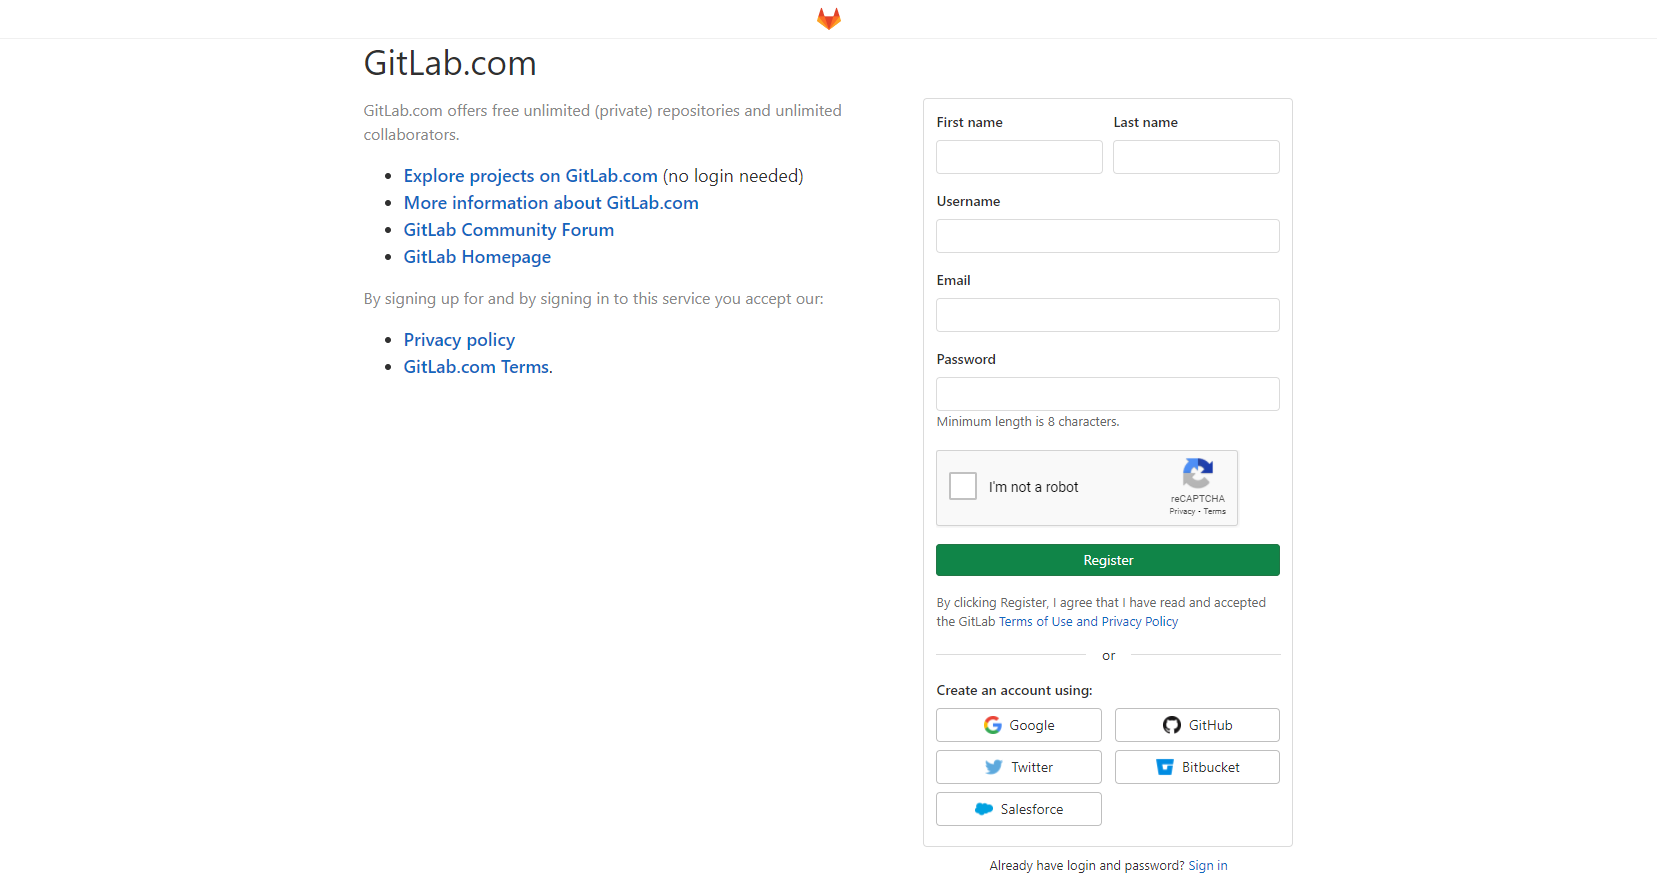 GitLab.com
GitLab.com offers free unlimited (private) repositories and unlimited
collaborators.
Explore projects on GitLab.com (no login needed)
More information about GitLab.com
GitLab Community Forum
GitLab Homepage
By signing up for and by signing in to this service you accept our:
Privacy policy
GitLab.com Terms.
First name
Last name
Username
Email
Password
Minimum length is 8 characters.
I'm not a robot
reCAPTCHA
Privacy - Terms
Register
By clicking Register, I agree that I have read and accepted
the GitLab Terms of Use and Privacy Policy
or
Create an account using:
Google
GitHub
Twitter
Bitbucket
Salesforce
Already have login and password? Sign in